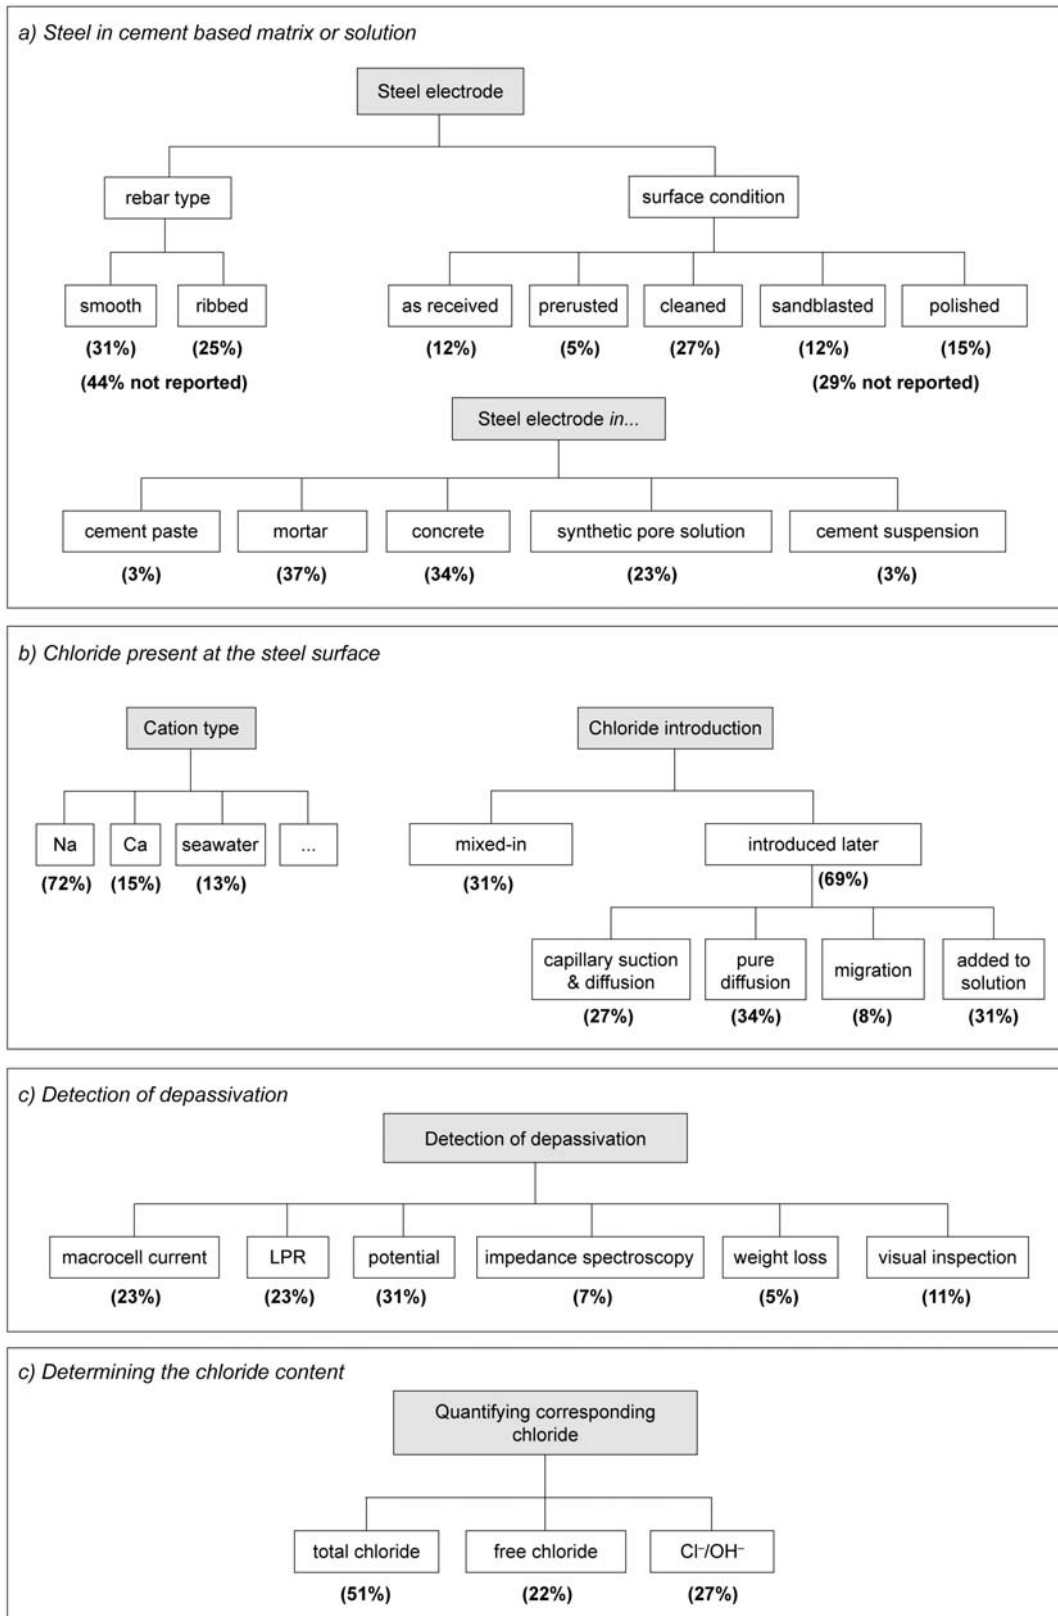 a) Steel in cement based matrix or solution
Steel electrode
rebar type
surface condition
smooth
ribbed
as received
prerusted
cleaned
sandblasted
polished
(31%)
(25%)
(12%)
(5%)
(27%)
(12%)
(15%)
(44% not reported)
(29% not reported)
Steel electrode in...
cement paste
mortar
concrete
synthetic pore solution
cement suspension
(3%)
(37%)
(34%)
(23%)
(3%)
b) Chloride present at the steel surface
Cation type
Chloride introduction
Na
Ca
seawater
...
mixed-in
introduced later
(72%)
(15%)
(13%)
(31%)
(69%)
capillary suction
& diffusion
pure
diffusion
migration
added to
solution
(27%)
(34%)
(8%)
(31%)
c) Detection of depassivation
Detection of depassivation
macrocell current
LPR
potential
impedance spectroscopy
weight loss
visual inspection
(23%)
(23%)
(31%)
(7%)
(5%)
(11%)
c) Determining the chloride content
Quantifying corresponding
chloride
total chloride
free chloride
Cl⁻/OH⁻
(51%)
(22%)
(27%)